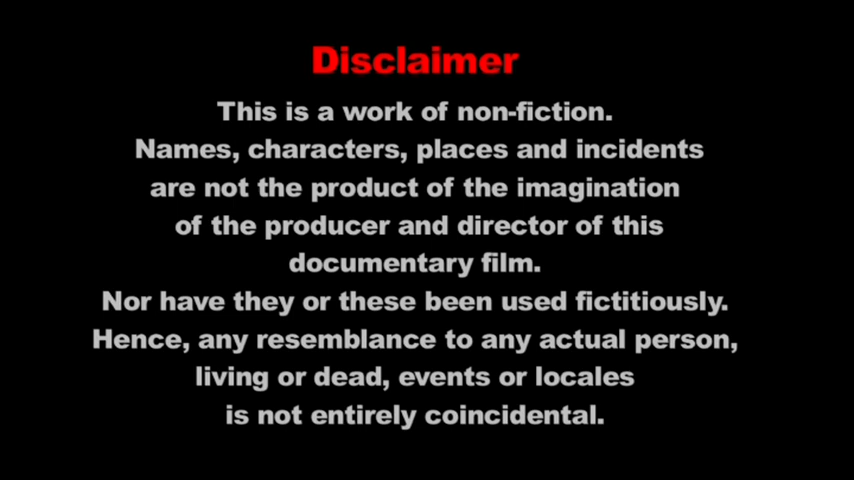 Disclaimer
This is a work of non-fiction.
Names, characters, places and incidents
are not the product of the imagination
of the producer and director of this
documentary film.
Nor have they or these been used fictitiously.
Hence, any resemblance to any actual person,
living or dead, events or locales
is not entirely coincidental.